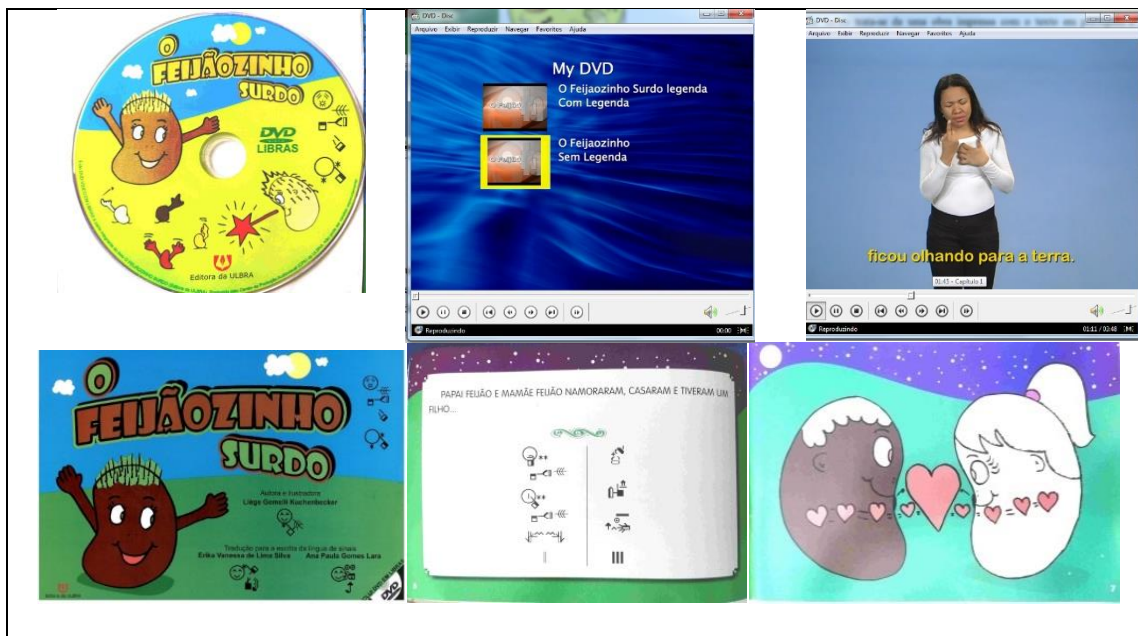 O
FEIJÃOZINHO
SURDO
DVD
LIBRAS
Editora da ULBRA
DVD - Disc
Arquivo Exibir Reproduzir Navegar Favoritos Ajuda
My DVD
O Feijaozinho Surdo legenda
Com Legenda
O Feijaozinho
Sem Legenda
Reproduzindo
00:00
DVD - Disc
Arquivo Exibir Reproduzir Navegar Favoritos Ajuda
ficou olhando para a terra.
01:43 - Capítulo 1
Reproduzindo
01:11 / 03:48
O
FEIJÃOZINHO
SURDO
Autora e ilustradora
Liège Gemelli Kuchenbecker
Tradução para a escrita da língua de sinais
Erika Vanessa de Lima Silva Ana Paula Gomes Lara
DVD
PAPAI FEIJÃO E MAMÃE FEIJÃO NAMORARAM, CASARAM E TIVERAM UM
FILHO...
7